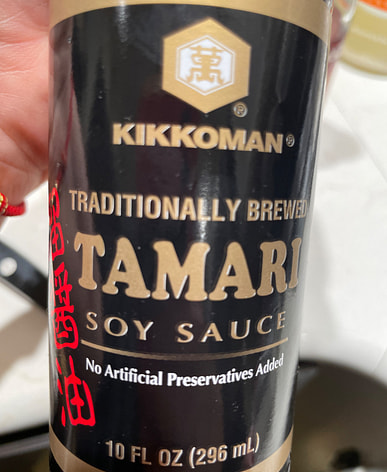 萬
KIKKOMAN®
TRADITIONALLY BREWED
TAMARI
SOY SAUCE
No Artificial Preservatives Added
10 FL OZ (296 mL)